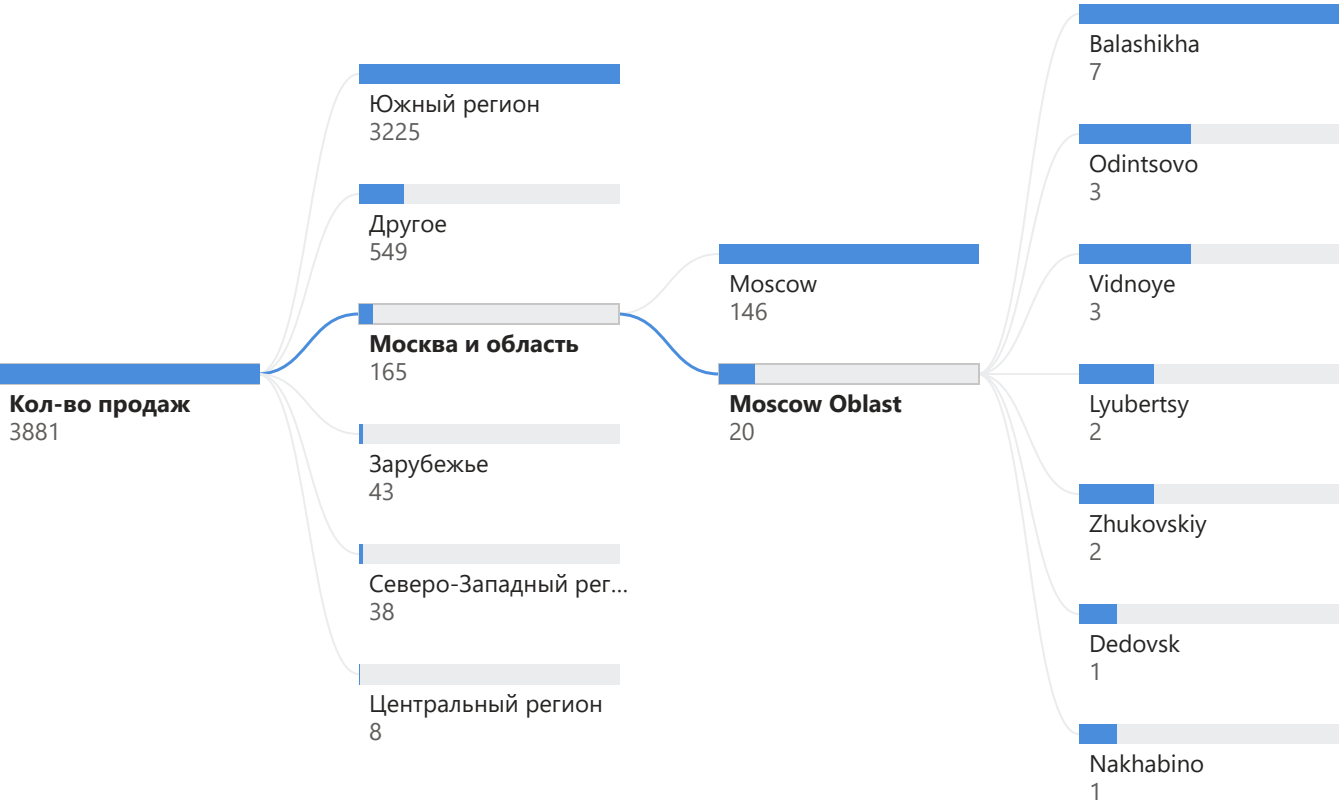 Кол-во продаж
3881
Южный регион
3225
Другое
549
Москва и область
165
Зарубежье
43
Северо-Западный рег...
38
Центральный регион
8
Moscow
146
Moscow Oblast
20
Balashikha
7
Odintsovo
3
Vidnoye
3
Lyubertsy
2
Zhukovskiy
2
Dedovsk
1
Nakhabino
1